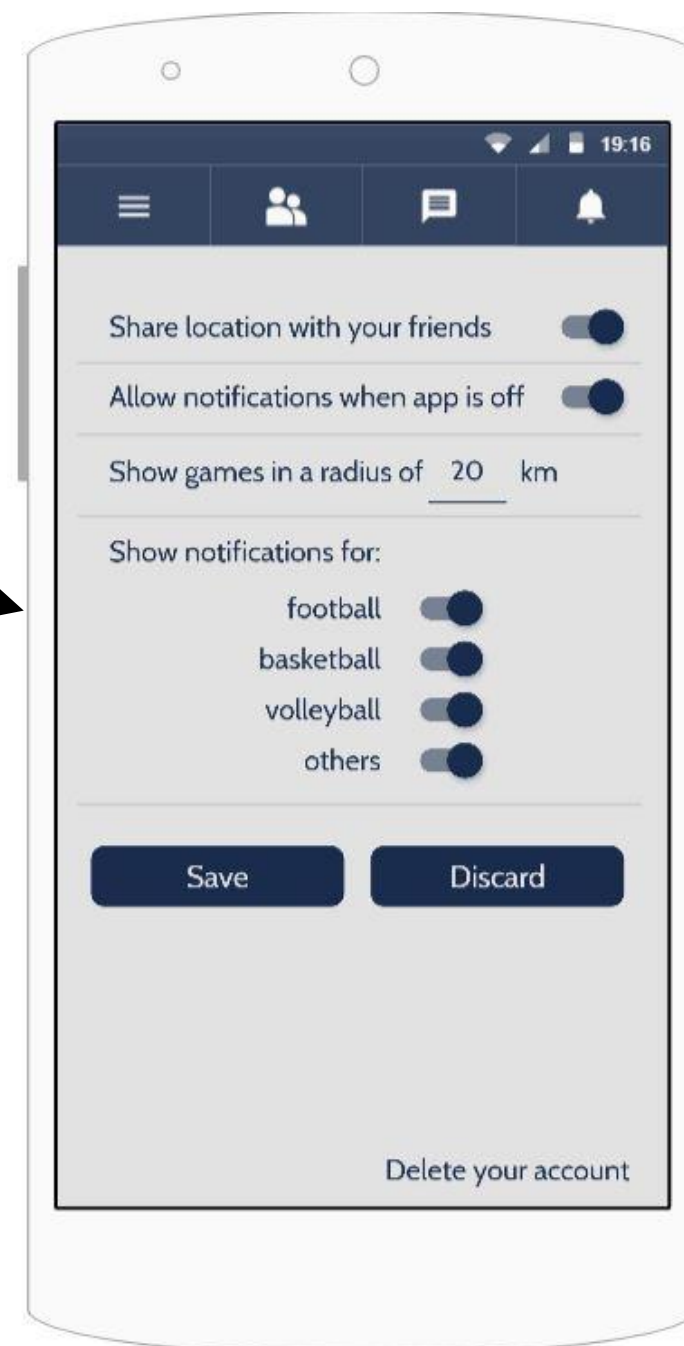 19:16
Share location with your friends
Allow notifications when app is off
Show games in a radius of 20 km
Show notifications for:
football
basketball
volleyball
others
Save Discard
Delete your account